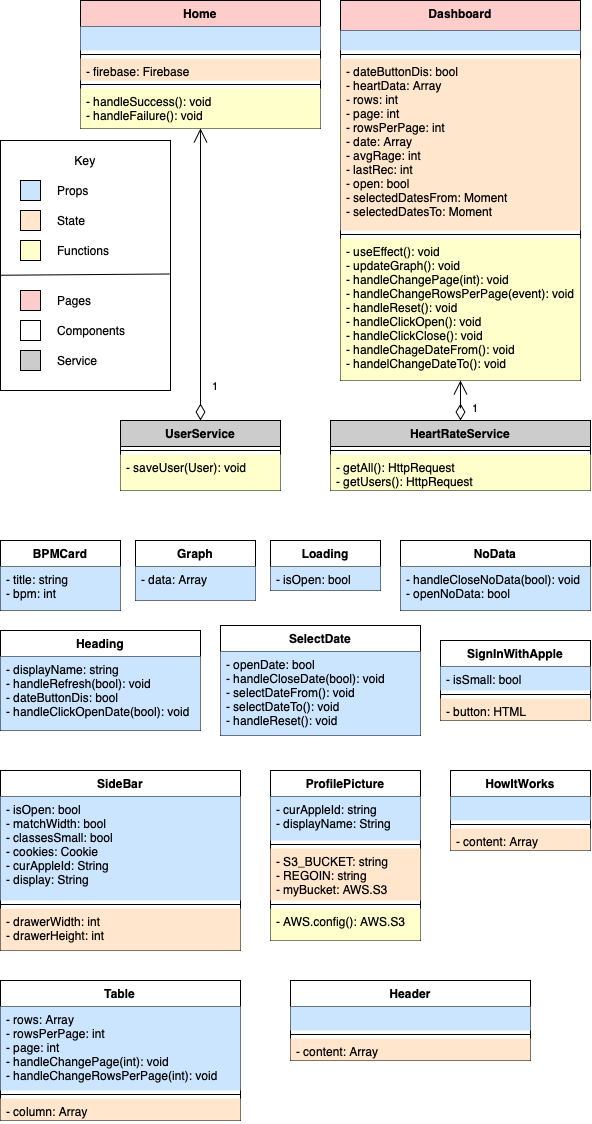 Home
- firebase: Firebase
- handleSuccess(): void
- handleFailure(): void
Dashboard
- dateButtonDis: bool
- heartData: Array
- rows: int
- page: int
- rowsPerPage: int
- date: Array
- avgRage: int
- lastRec: int
- open: bool
- selectedDatesFrom: Moment
- selectedDatesTo: Moment
- useEffect(): void
- updateGraph(): void
- handleChangePage(int): void
- handleChangeRowsPerPage(event): void
- handleReset(): void
- handleClickOpen(): void
- handleClickClose(): void
- handleChageDateFrom(): void
- handelChangeDateTo(): void
Key
Props
State
Functions
Pages
Components
Service
1
1
UserService
- saveUser(User): void
HeartRateService
- getAll(): HttpRequest
- getUsers(): HttpRequest
BPMCard
- title: string
- bpm: int
Graph
- data: Array
Loading
- isOpen: bool
NoData
- handleCloseNoData(bool): void
- openNoData: bool
Heading
- displayName: string
- handleRefresh(bool): void
- dateButtonDis: bool
- handleClickOpenDate(bool): void
SelectDate
- openDate: bool
- handleCloseDate(bool): void
- selectDateFrom(): void
- selectDateTo(): void
- handleReset(): void
SignInWithApple
- isSmall: bool
- button: HTML
SideBar
- isOpen: bool
- matchWidth: bool
- classesSmall: bool
- cookies: Cookie
- curAppleId: String
- display: String
- drawerWidth: int
- drawerHeight: int
ProfilePicture
- curAppleId: string
- displayName: String
- S3_BUCKET: string
- REGOIN: string
- myBucket: AWS.S3
- AWS.config(): AWS.S3
HowItWorks
- content: Array
Table
- rows: Array
- rowsPerPage: int
- page: int
- handleChangePage(int): void
- handleChangeRowsPerPage(int): void
- column: Array
Header
- content: Array